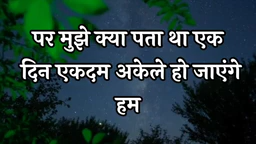 पर मुझे क्या पता था एक
दिन एकदम अकेले हो जाएंगे
हम